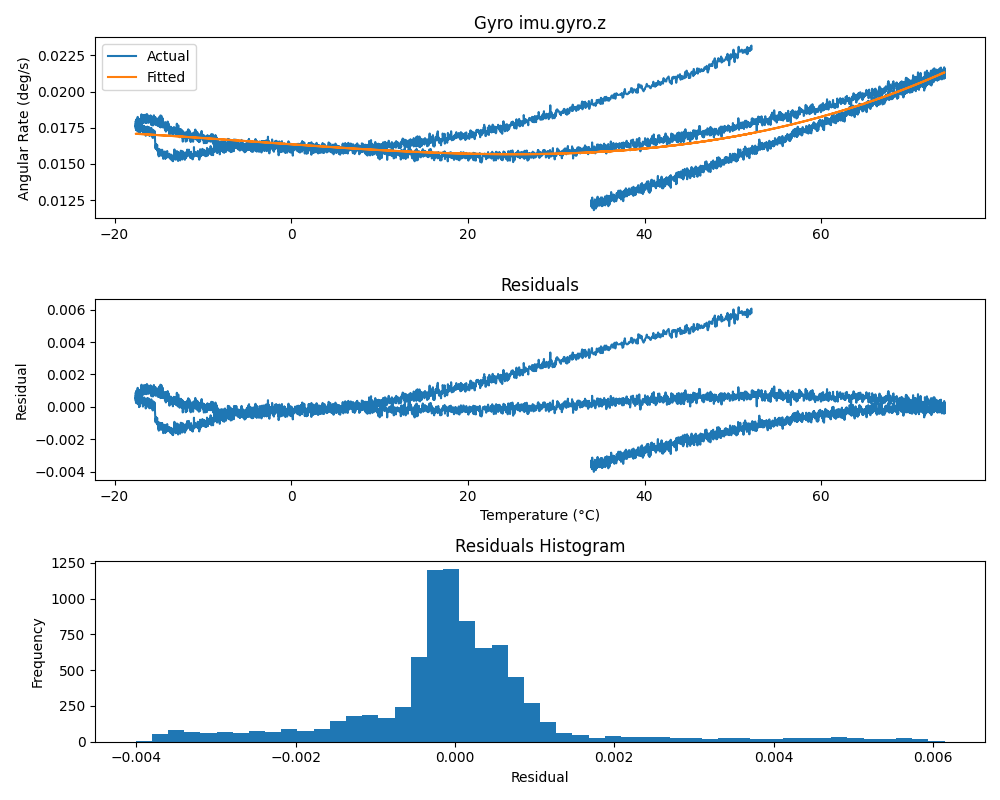 Gyro imu.gyro.z
Angular Rate (deg/s)
0.0225
0.0200
0.0175
0.0150
0.0125
Actual
Fitted
−20 0 20 40 60
Residuals
Residual
0.006
0.004
0.002
0.000
−0.002
−0.004
−20 0 20 40 60
Temperature (°C)
Residuals Histogram
Frequency
1250
1000
750
500
250
0
−0.004 −0.002 0.000 0.002 0.004 0.006
Residual